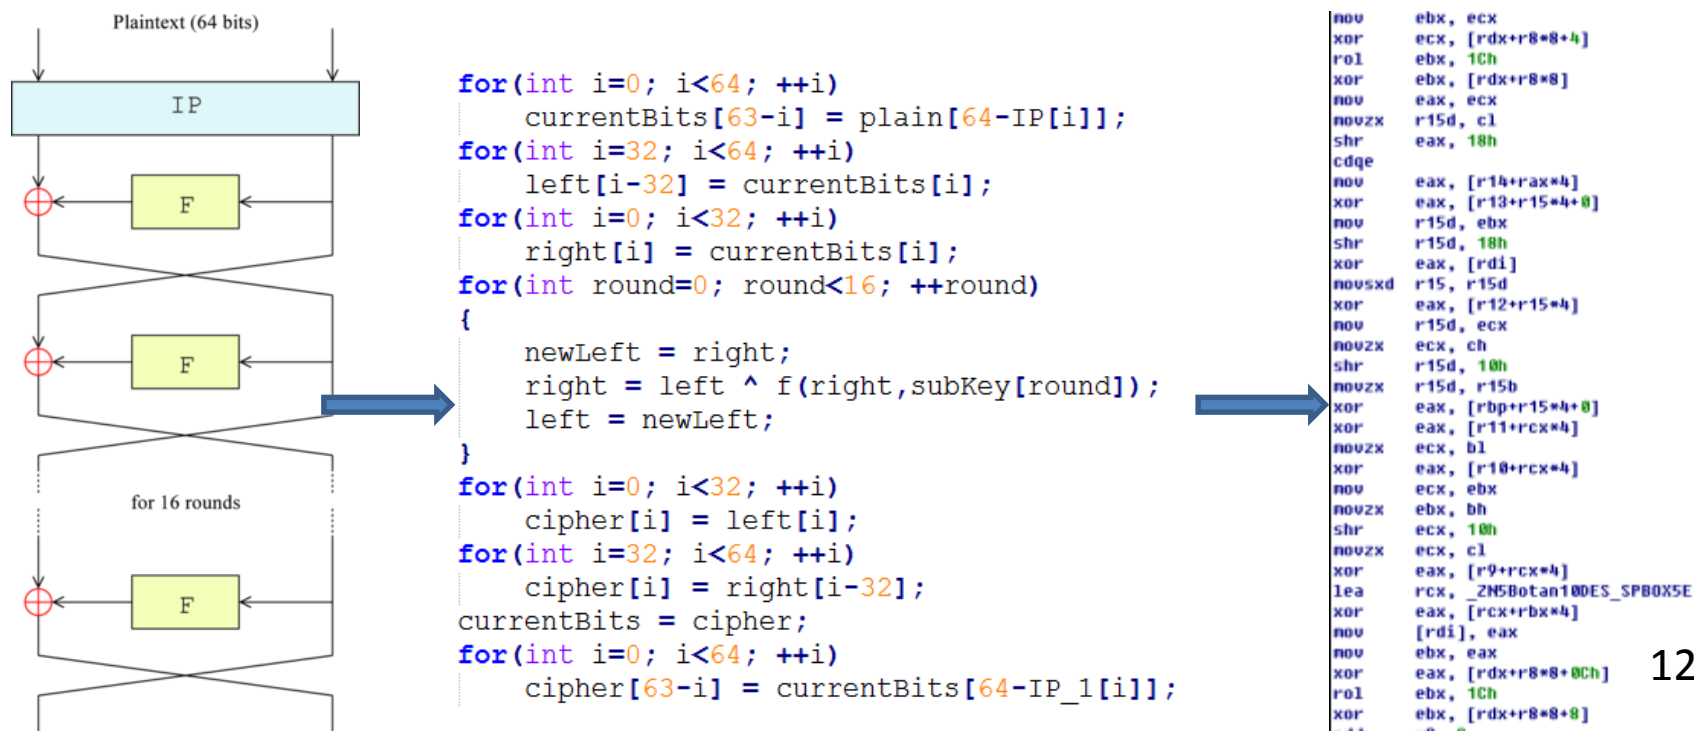 Plaintext (64 bits)
IP
F
F
for 16 rounds
F
for(int i=0; i<64; ++i)
currentBits[63-i] = plain[64-IP[i]];
for(int i=32; i<64; ++i)
left[i-32] = currentBits[i];
for(int i=0; i<32; ++i)
right[i] = currentBits[i];
for(int round=0; round<16; ++round)
{
newLeft = right;
right = left ^ f(right,subKey[round]);
left = newLeft;
}
for(int i=0; i<32; ++i)
cipher[i] = left[i];
for(int i=32; i<64; ++i)
cipher[i] = right[i-32];
currentBits = cipher;
for(int i=0; i<64; ++i)
cipher[63-i] = currentBits[64-IP_1[i]];
mov ebx, ecx
xor ecx, [rdx+r8*8+4]
rol ebx, 1Ch
xor ebx, [rdx+r8*8]
mov eax, ecx
movzx r15d, cl
shr eax, 18h
cdqe
mov eax, [r14+rax*4]
xor eax, [r13+r15*4+0]
mov r15d, ebx
shr r15d, 18h
xor eax, [rdi]
movsxd r15, r15d
xor eax, [r12+r15*4]
mov r15d, ecx
movzx ecx, ch
shr r15d, 10h
movzx r15d, r15b
xor eax, [rbp+r15*4+0]
xor eax, [r11+rcx*4]
movzx ecx, bl
xor eax, [r10+rcx*4]
mov ecx, ebx
movzx ebx, bh
shr ecx, 10h
movzx ecx, cl
xor eax, [r9+rcx*4]
lea rcx, _ZN5Botan10DES_SPBOX5E
xor eax, [rcx+rbx*4]
mov [rdi], eax
mov ebx, eax
xor eax, [rdx+r8*8+0Ch]
rol ebx, 1Ch
xor ebx, [rdx+r8*8+8]
12